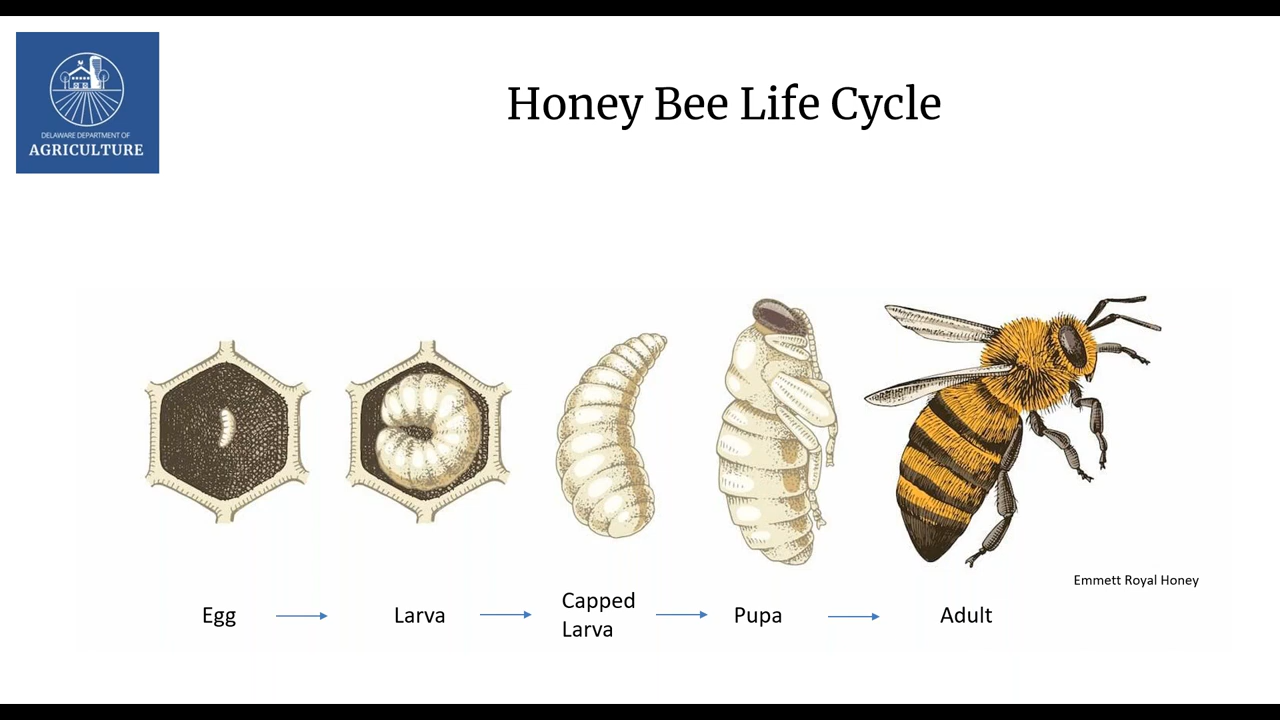 DELAWARE DEPARTMENT OF
AGRICULTURE
Honey Bee Life Cycle
Emmett Royal Honey
Egg
Larva
Capped
Larva
Pupa
Adult